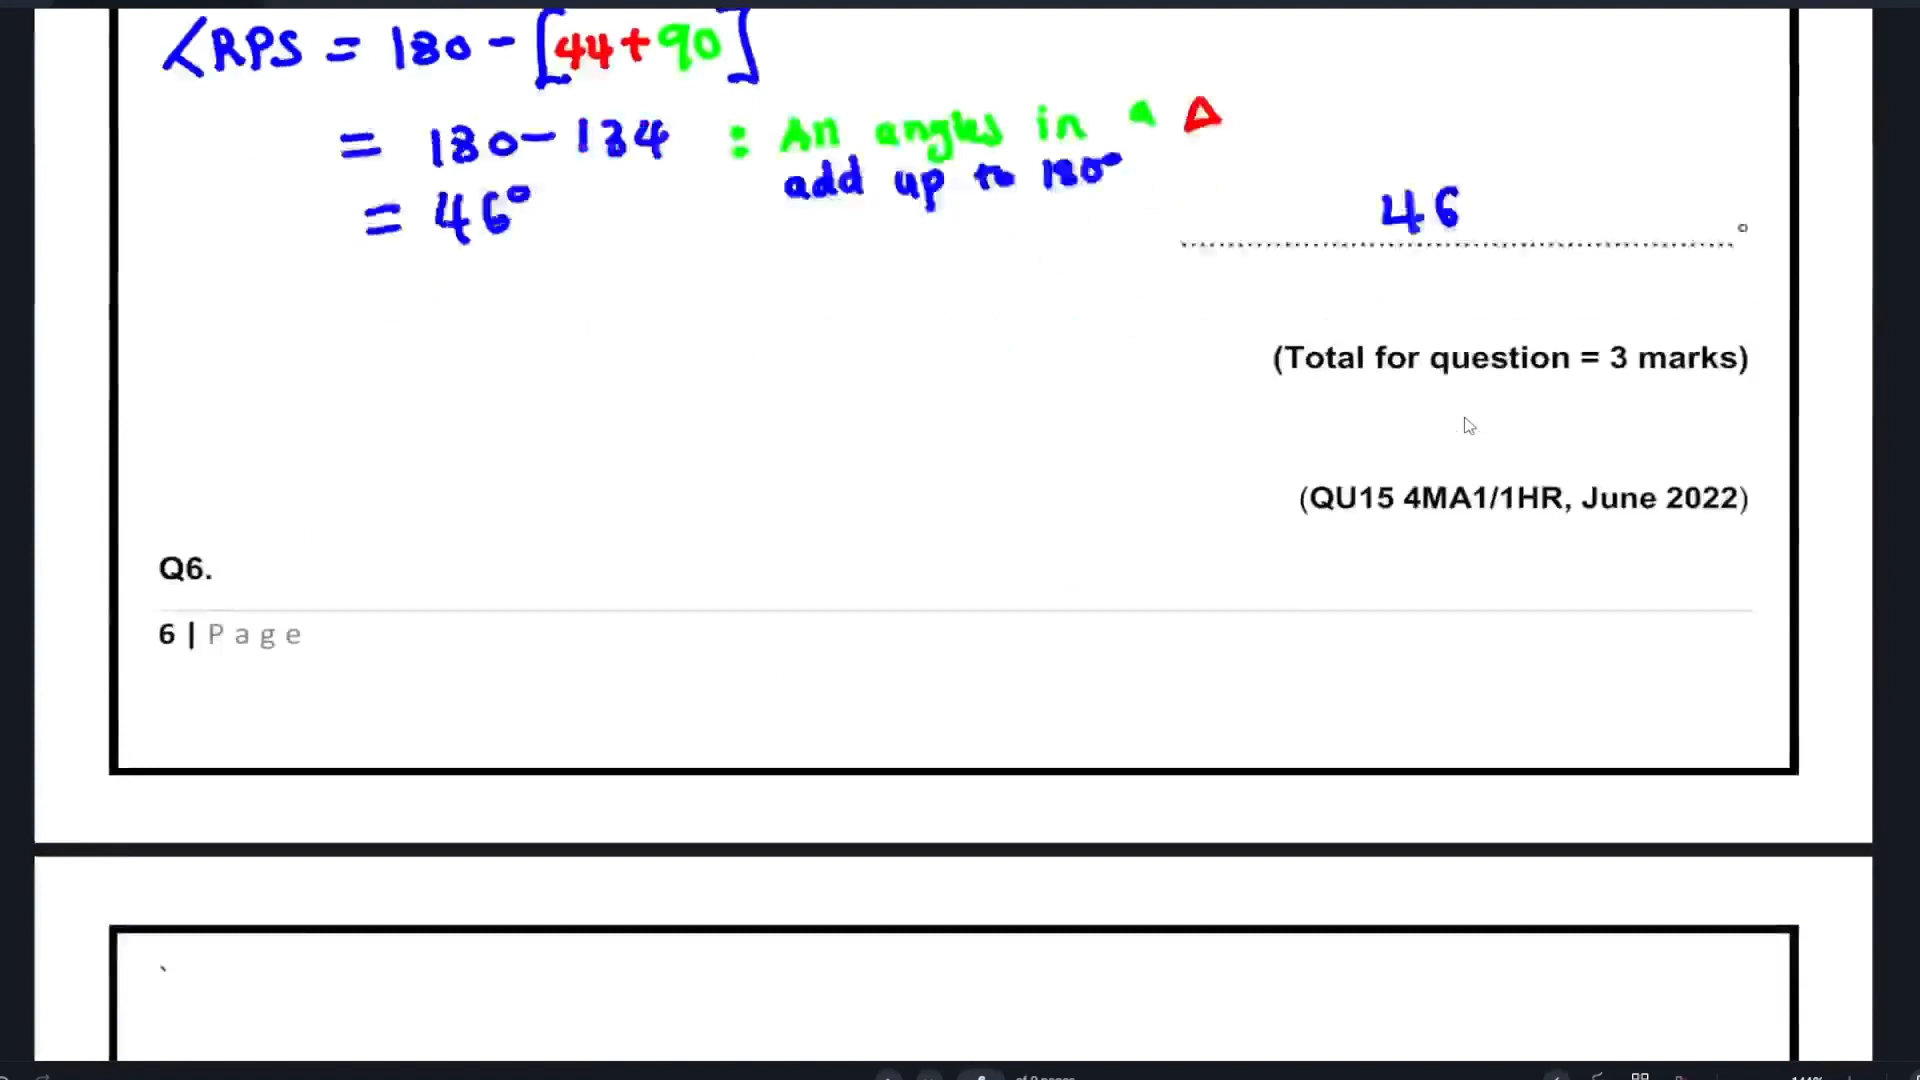 ∠RPS = 180 - [44+90]
= 180-134 : All angles in a Δ
add up to 180°
= 46°
46 °
(Total for question = 3 marks)
(QU15 4MA1/1HR, June 2022)
Q6.
6 | Page
`